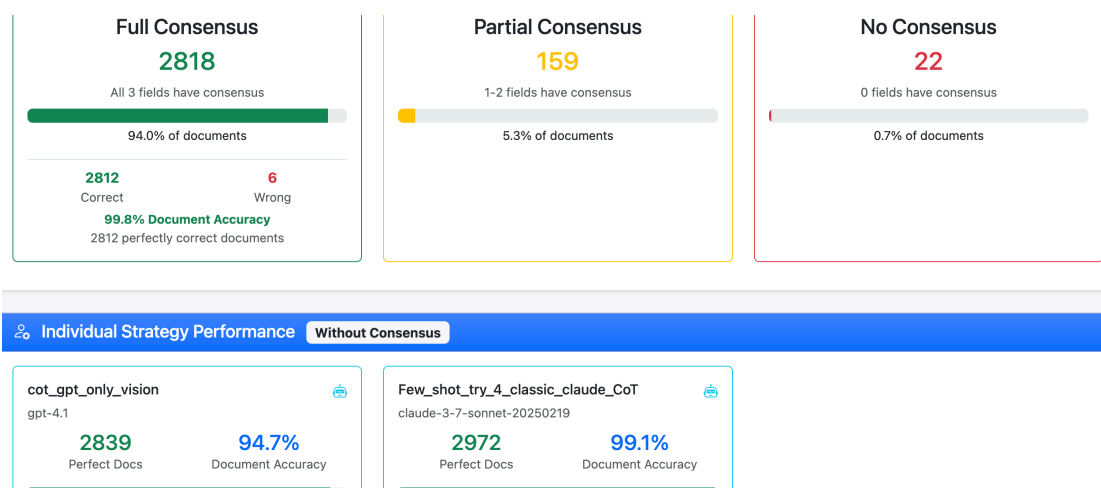 Full Consensus
2818
All 3 fields have consensus
94.0% of documents
2812
Correct
6
Wrong
99.8% Document Accuracy
2812 perfectly correct documents
Partial Consensus
159
1-2 fields have consensus
5.3% of documents
No Consensus
22
0 fields have consensus
0.7% of documents
Individual Strategy Performance Without Consensus
cot_gpt_only_vision
gpt-4.1
2839
Perfect Docs
94.7%
Document Accuracy
Few_shot_try_4_classic_claude_CoT
claude-3-7-sonnet-20250219
2972
Perfect Docs
99.1%
Document Accuracy